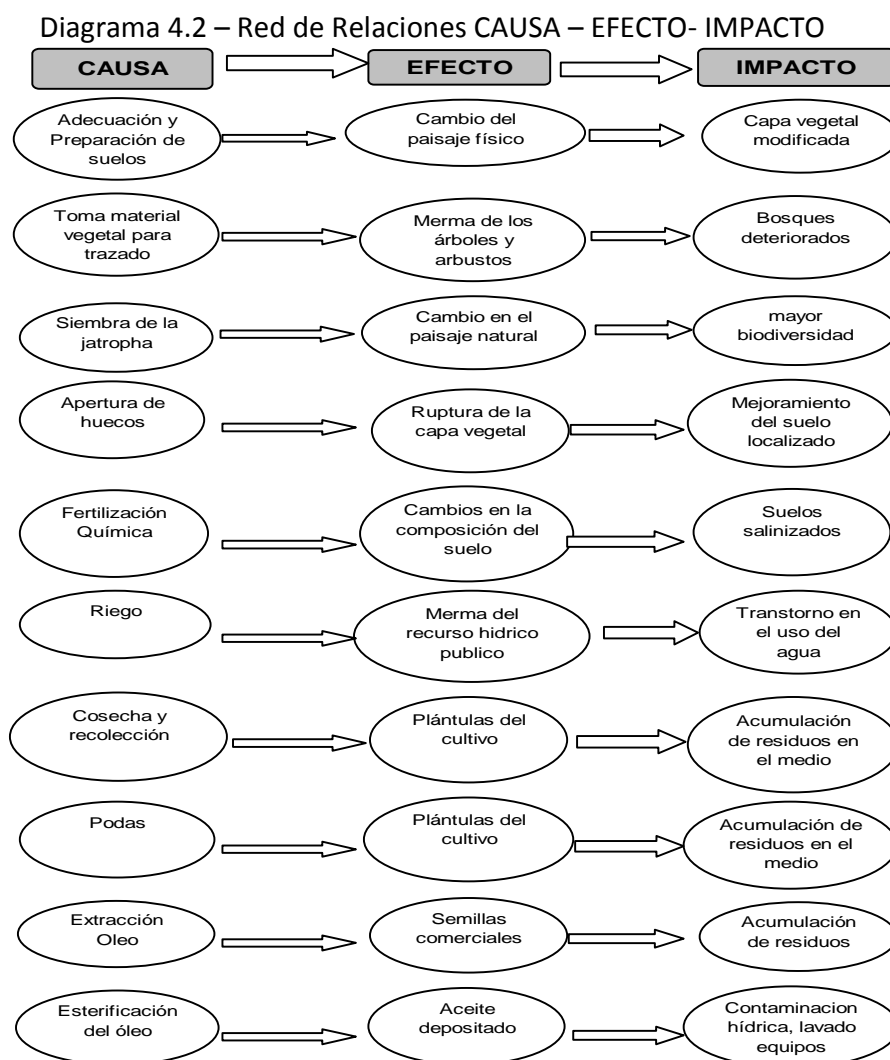 Diagrama 4.2 – Red de Relaciones CAUSA – EFECTO- IMPACTO
CAUSA
EFECTO
IMPACTO
Adecuación y
Preparación de
suelos
Cambio del
paisaje físico
Capa vegetal
modificada
Toma material
vegetal para
trazado
Merma de los
árboles y
arbustos
Bosques
deteriorados
Siembra de la
jatropha
Cambio en el
paisaje natural
mayor
biodiversidad
Apertura de
huecos
Ruptura de la
capa vegetal
Mejoramiento
del suelo
localizado
Fertilización
Química
Cambios en la
composición del
suelo
Suelos
salinizados
Riego
Merma del
recurso hidrico
publico
Transtorno en
el uso del
agua
Cosecha y
recolección
Plántulas del
cultivo
Acumulación
de residuos en
el medio
Podas
Plántulas del
cultivo
Acumulación de
residuos en el
medio
Extracción
Oleo
Semillas
comerciales
Acumulación
de residuos
Esterificación
del óleo
Aceite
depositado
Contaminacion
hídrica, lavado
equipos